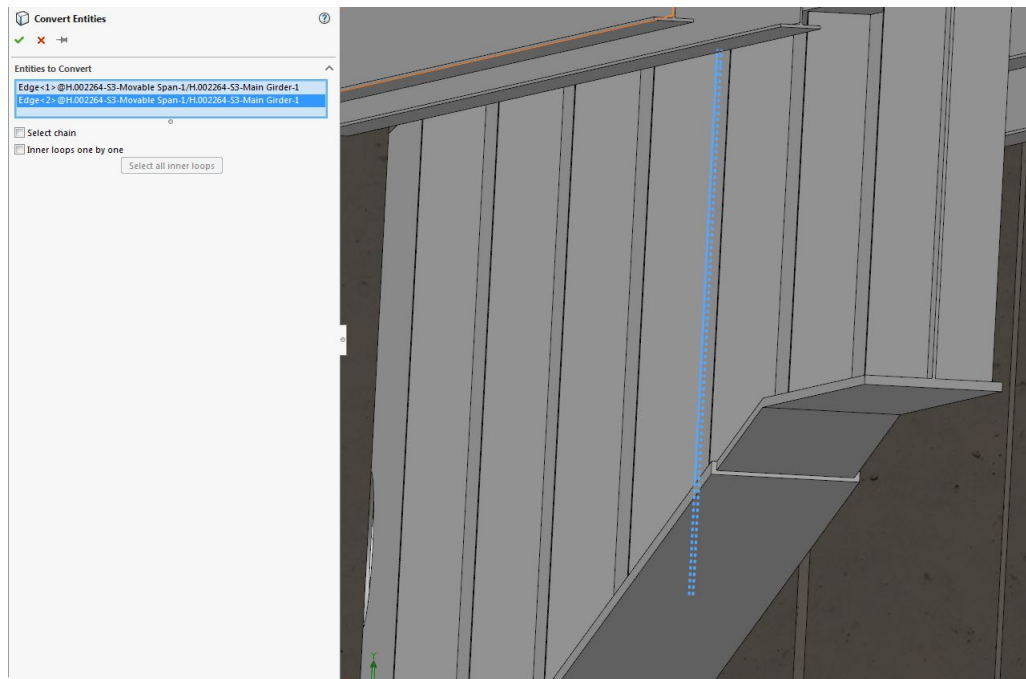 Convert Entities
Entities to Convert
Edge<1>@H.002264-S3-Movable Span-1/H.002264-S3-Main Girder-1
Edge<2>@H.002264-S3-Movable Span-1/H.002264-S3-Main Girder-1
Select chain
Inner loops one by one
Select all inner loops
Y